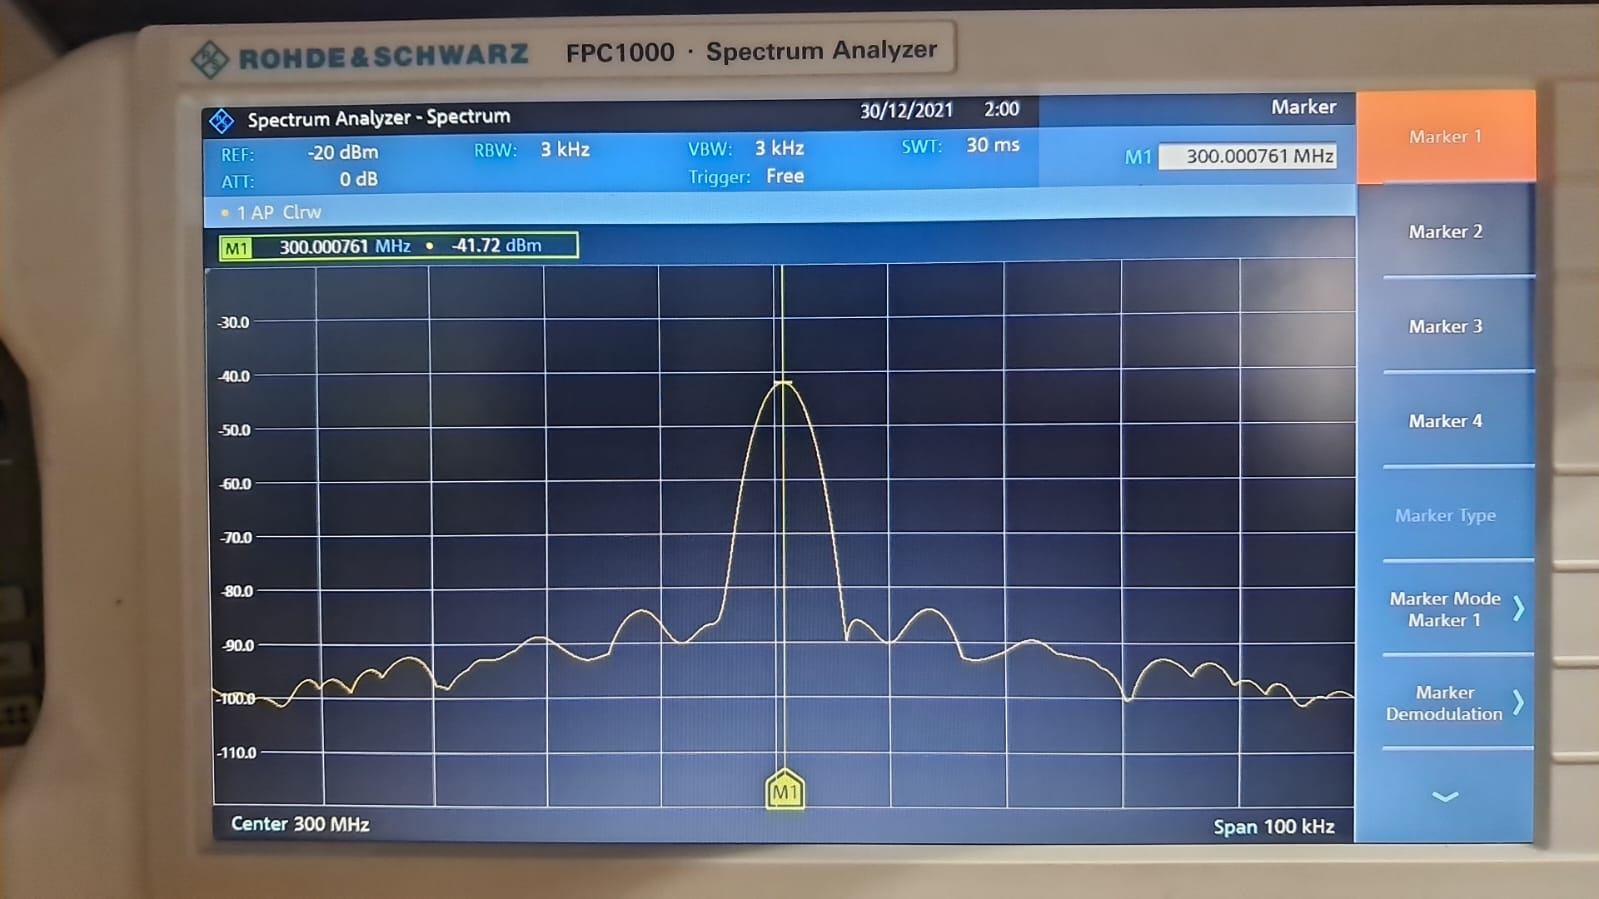 ROHDE&SCHWARZ FPC1000 · Spectrum Analyzer
Spectrum Analyzer - Spectrum 30/12/2021 2:00 Marker
REF: -20 dBm RBW: 3 kHz VBW: 3 kHz SWT: 30 ms M1 300.000761 MHz
ATT: 0 dB Trigger: Free
1 AP Clrw
M1 300.000761 MHz • -41.72 dBm
-30.0
-40.0
-50.0
-60.0
-70.0
-80.0
-90.0
-100.0
-110.0
M1
Center 300 MHz Span 100 kHz
Marker 1
Marker 2
Marker 3
Marker 4
Marker Type
Marker Mode
Marker 1
Marker
Demodulation